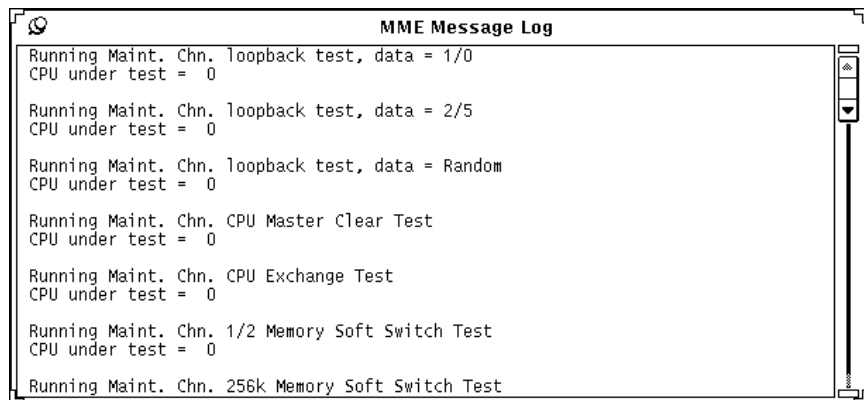 MME Message Log
Running Maint. Chn. loopback test, data = 1/0
CPU under test = 0
Running Maint. Chn. loopback test, data = 2/5
CPU under test = 0
Running Maint. Chn. loopback test, data = Random
CPU under test = 0
Running Maint. Chn. CPU Master Clear Test
CPU under test = 0
Running Maint. Chn. CPU Exchange Test
CPU under test = 0
Running Maint. Chn. 1/2 Memory Soft Switch Test
CPU under test = 0
Running Maint. Chn. 256k Memory Soft Switch Test